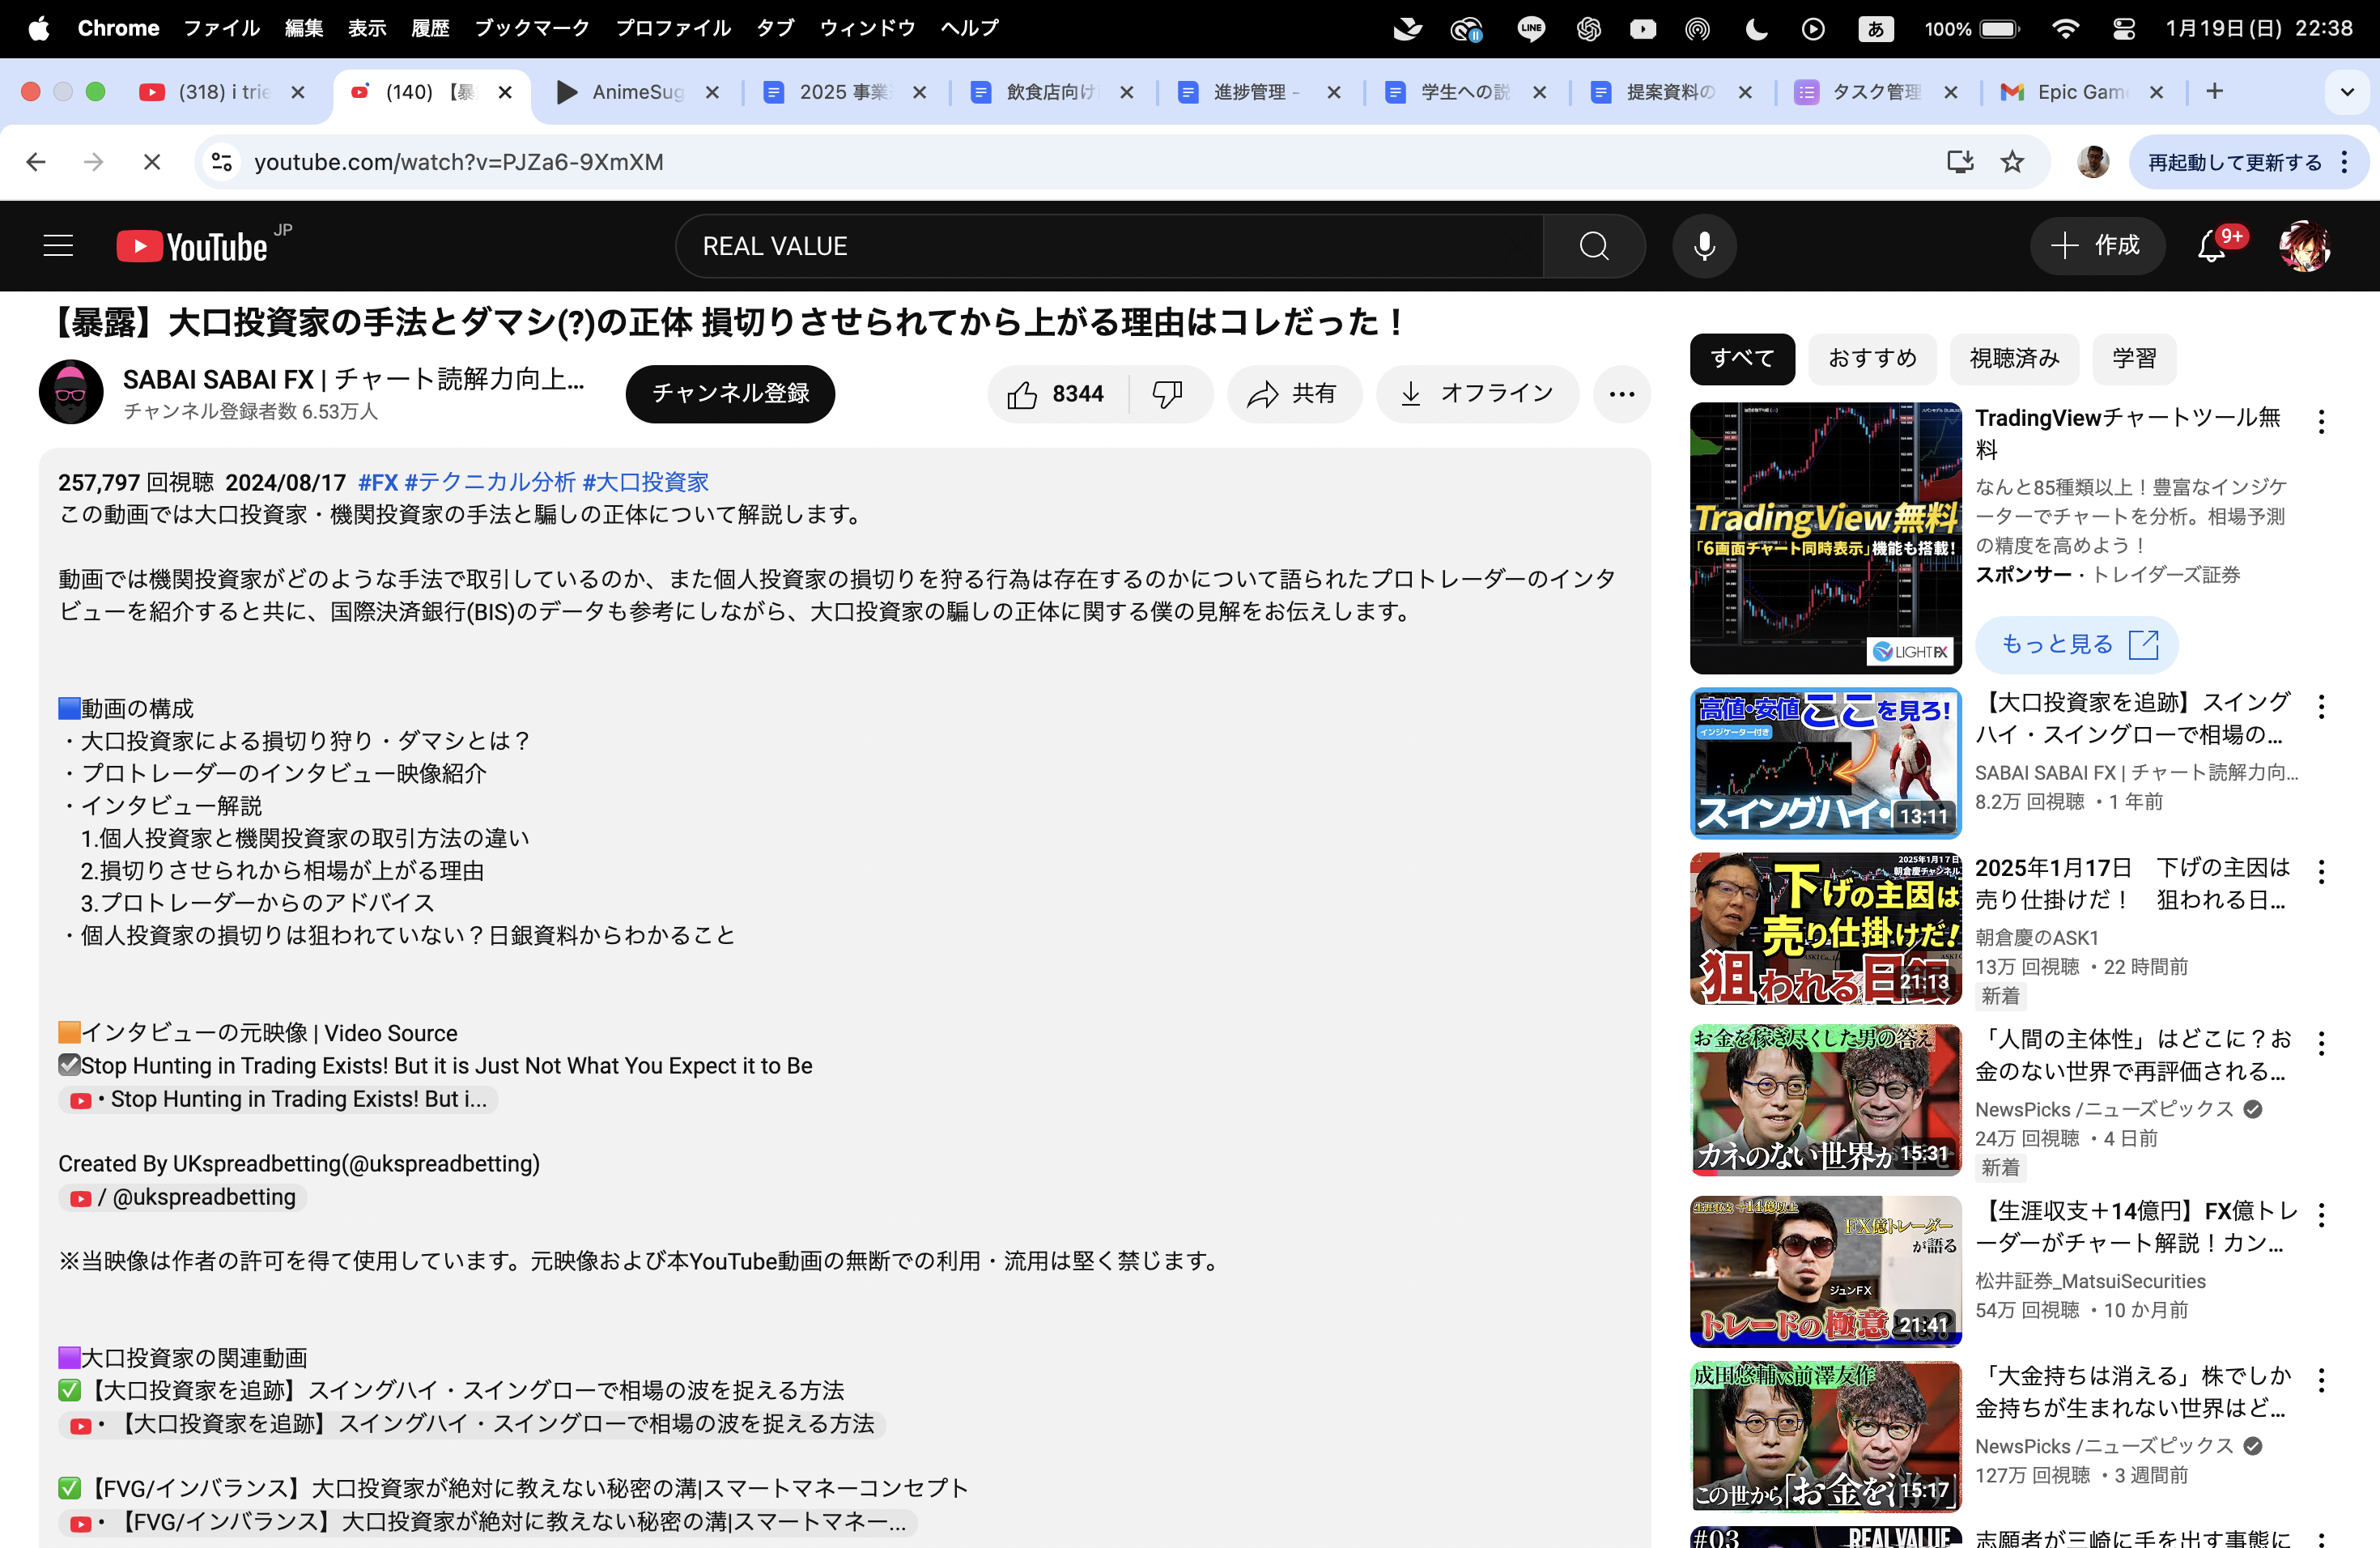 Chrome ファイル 編集 表示 履歴 ブックマーク プロファイル タブ ウィンドウ ヘルプ LINE あ 100% 1月19日(日) 22:38
(318) i trie (140) 【暴 AnimeSug 2025 事業 飲食店向け 進捗管理 - 学生への説 提案資料の タスク管理 Epic Gam
youtube.com/watch?v=PJZa6-9XmXM 再起動して更新する
YouTube JP REAL VALUE 作成 9+
【暴露】大口投資家の手法とダマシ(?)の正体 損切りさせられてから上がる理由はコレだった！
SABAI SABAI FX | チャート読解力向上...
チャンネル登録者数 6.53万人
チャンネル登録
8344 共有 オフライン
257,797 回視聴 2024/08/17 #FX #テクニカル分析 #大口投資家
この動画では大口投資家・機関投資家の手法と騙しの正体について解説します。
動画では機関投資家がどのような手法で取引しているのか、また個人投資家の損切りを狩る行為は存在するのかについて語られたプロトレーダーのインタ
ビューを紹介すると共に、国際決済銀行(BIS)のデータも参考にしながら、大口投資家の騙しの正体に関する僕の見解をお伝えします。
🟦動画の構成
・大口投資家による損切り狩り・ダマシとは？
・プロトレーダーのインタビュー映像紹介
・インタビュー解説
1.個人投資家と機関投資家の取引方法の違い
2.損切りさせられから相場が上がる理由
3.プロトレーダーからのアドバイス
・個人投資家の損切りは狙われていない？日銀資料からわかること
🟧インタビューの元映像 | Video Source
☑Stop Hunting in Trading Exists! But it is Just Not What You Expect it to Be
• Stop Hunting in Trading Exists! But i...
Created By UKspreadbetting(@ukspreadbetting)
/ @ukspreadbetting
※当映像は作者の許可を得て使用しています。元映像および本YouTube動画の無断での利用・流用は堅く禁じます。
🟪大口投資家の関連動画
✅【大口投資家を追跡】スイングハイ・スイングローで相場の波を捉える方法
• 【大口投資家を追跡】スイングハイ・スイングローで相場の波を捉える方法
✅【FVG/インバランス】大口投資家が絶対に教えない秘密の溝|スマートマネーコンセプト
• 【FVG/インバランス】大口投資家が絶対に教えない秘密の溝|スマートマネー...
すべて おすすめ 視聴済み 学習
TradingView無料
「6画面チャート同時表示」機能も搭載!
LIGHT FX
TradingViewチャートツール無
料
なんと85種類以上！豊富なインジケ
ーターでチャートを分析。相場予測
の精度を高めよう！
スポンサー・トレイダーズ証券
もっと見る
高値・安値ここを見ろ!
インジケーター付き
スイングハイ・
13:11
【大口投資家を追跡】スイング
ハイ・スイングローで相場の...
SABAI SABAI FX | チャート読解力向...
8.2万 回視聴 ・1 年前
2025年1月17日
朝倉慶チャンネル
下げの主因は
売り仕掛けだ!
狙われる日銀
21:13
2025年1月17日　下げの主因は
売り仕掛けだ！　狙われる日...
朝倉慶のASK1
13万 回視聴 ・22 時間前
新着
お金を稼ぎ尽くした男の答え
カネのない世界が
15:31
「人間の主体性」はどこに？お
金のない世界で再評価される...
NewsPicks /ニューズピックス
24万 回視聴 ・4 日前
新着
生涯収支+14億以上
FX億トレーダー
が語る
ジュンFX
トレードの極意とは?
21:41
【生涯収支＋14億円】FX億トレ
ーダーがチャート解説！カン...
松井証券_MatsuiSecurities
54万 回視聴 ・10 か月前
成田悠輔vs前澤友作
この世から「お金を消す」
15:17
「大金持ちは消える」株でしか
金持ちが生まれない世界はど...
NewsPicks /ニューズピックス
127万 回視聴 ・3 週間前
#03 REAL VALUE
志願者が三崎に手を出す事態に